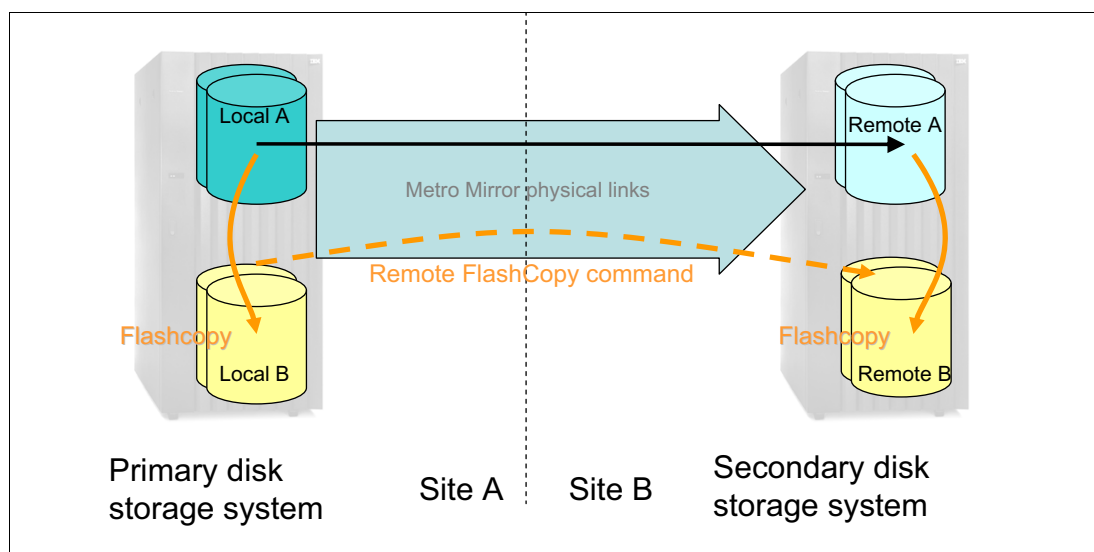 Local A
Remote A
Metro Mirror physical links
Remote FlashCopy command
Flashcopy
Flashcopy
Local B
Remote B
Primary disk
storage system
Site A
Site B
Secondary disk
storage system